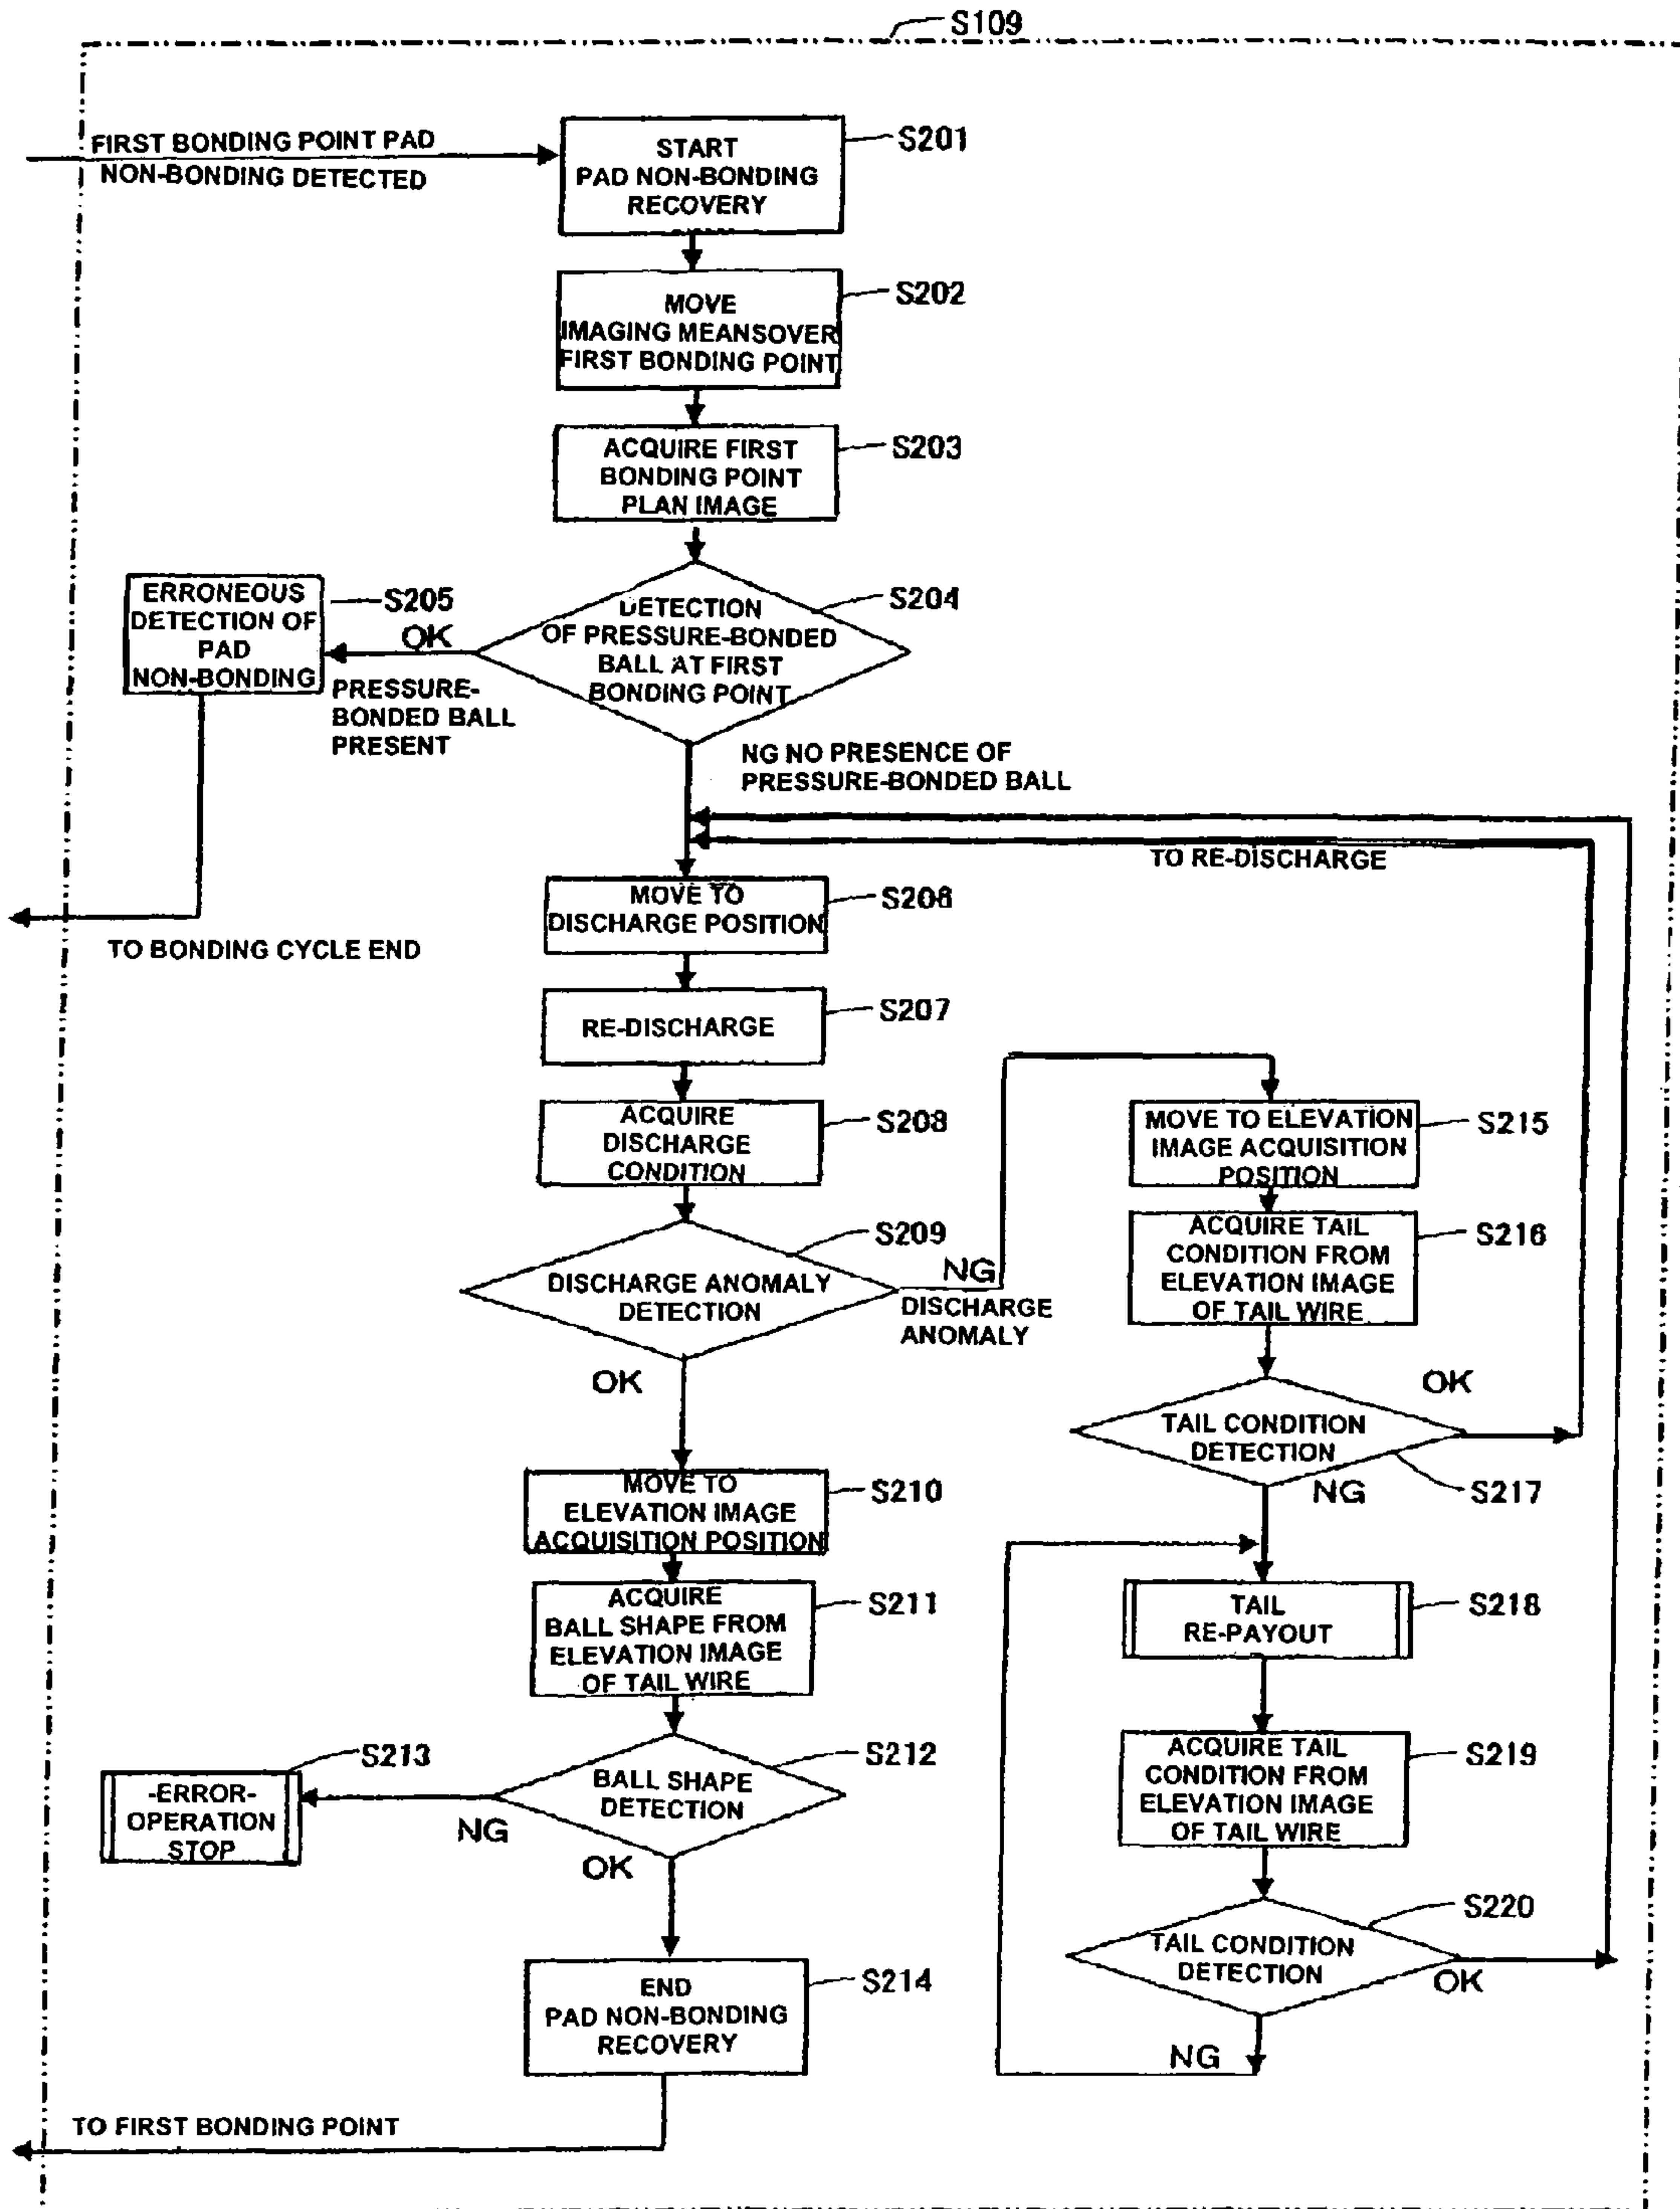 S109
FIRST BONDING POINT PAD
NON-BONDING DETECTED
START
PAD NON-BONDING
RECOVERY
S201
MOVE
IMAGING MEANSOVER
FIRST BONDING POINT
S202
ACQUIRE FIRST
BONDING POINT
PLAN IMAGE
S203
DETECTION
OF PRESSURE-BONDED
BALL AT FIRST
BONDING POINT
S204
ERRONEOUS
DETECTION OF
PAD
NON-BONDING
S205
OK
PRESSURE-
BONDED BALL
PRESENT
NG NO PRESENCE OF
PRESSURE-BONDED BALL
TO RE-DISCHARGE
TO BONDING CYCLE END
MOVE TO
DISCHARGE POSITION
S206
RE-DISCHARGE
S207
ACQUIRE
DISCHARGE
CONDITION
S208
DISCHARGE ANOMALY
DETECTION
S209
NG
DISCHARGE
ANOMALY
OK
MOVE TO ELEVATION
IMAGE ACQUISITION
POSITION
S215
ACQUIRE TAIL
CONDITION FROM
ELEVATION IMAGE
OF TAIL WIRE
S216
TAIL CONDITION
DETECTION
OK
S217
NG
MOVE TO
ELEVATION IMAGE
ACQUISITION POSITION
S210
ACQUIRE
BALL SHAPE FROM
ELEVATION IMAGE
OF TAIL WIRE
S211
TAIL
RE-PAYOUT
S218
BALL SHAPE
DETECTION
S212
S213
-ERROR-
OPERATION
STOP
NG
OK
ACQUIRE TAIL
CONDITION FROM
ELEVATION IMAGE
OF TAIL WIRE
S219
TAIL CONDITION
DETECTION
S220
OK
NG
END
PAD NON-BONDING
RECOVERY
S214
TO FIRST BONDING POINT